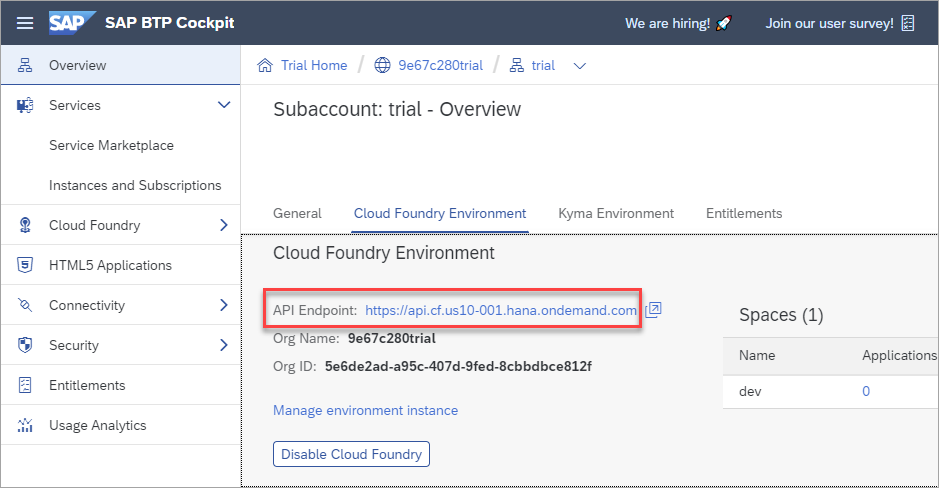 SAP SAP BTP Cockpit We are hiring! 🚀 Join our user survey!
Overview
Services
Service Marketplace
Instances and Subscriptions
Cloud Foundry
HTML5 Applications
Connectivity
Security
Entitlements
Usage Analytics
Trial Home / 9e67c280trial / trial
Subaccount: trial - Overview
General Cloud Foundry Environment Kyma Environment Entitlements
Cloud Foundry Environment
API Endpoint: https://api.cf.us10-001.hana.ondemand.com
Org Name: 9e67c280trial
Org ID: 5e6de2ad-a95c-407d-9fed-8cbbdbce812f
Manage environment instance
Disable Cloud Foundry
Spaces (1)
Name Applications
dev 0